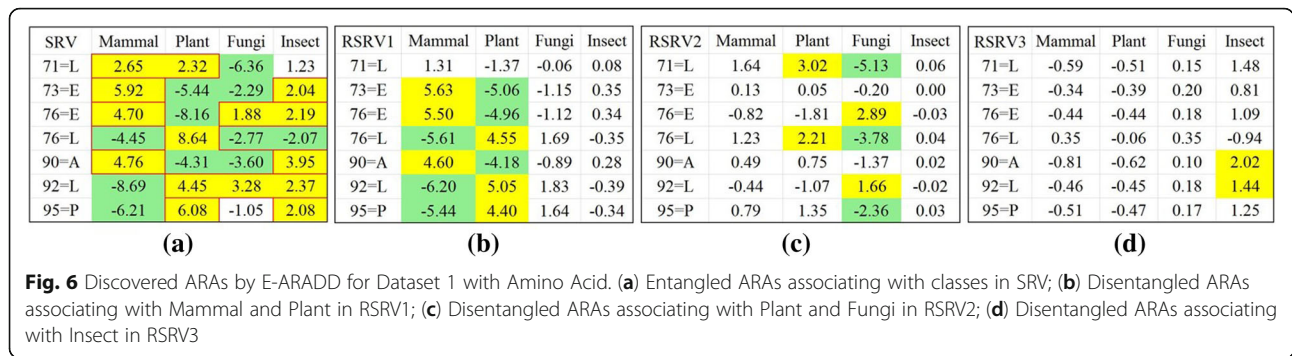 SRV Mammal Plant Fungi Insect
71=L 2.65 2.32 -6.36 1.23
73=E 5.92 -5.44 -2.29 2.04
76=E 4.70 -8.16 1.88 2.19
76=L -4.45 8.64 -2.77 -2.07
90=A 4.76 -4.31 -3.60 3.95
92=L -8.69 4.45 3.28 2.37
95=P -6.21 6.08 -1.05 2.08
(a)
RSRV1 Mammal Plant Fungi Insect
71=L 1.31 -1.37 -0.06 0.08
73=E 5.63 -5.06 -1.15 0.35
76=E 5.50 -4.96 -1.12 0.34
76=L -5.61 4.55 1.69 -0.35
90=A 4.60 -4.18 -0.89 0.28
92=L -6.20 5.05 1.83 -0.39
95=P -5.44 4.40 1.64 -0.34
(b)
RSRV2 Mammal Plant Fungi Insect
71=L 1.64 3.02 -5.13 0.06
73=E 0.13 0.05 -0.20 0.00
76=E -0.82 -1.81 2.89 -0.03
76=L 1.23 2.21 -3.78 0.04
90=A 0.49 0.75 -1.37 0.02
92=L -0.44 -1.07 1.66 -0.02
95=P 0.79 1.35 -2.36 0.03
(c)
RSRV3 Mammal Plant Fungi Insect
71=L -0.59 -0.51 0.15 1.48
73=E -0.34 -0.39 0.20 0.81
76=E -0.44 -0.44 0.18 1.09
76=L 0.35 -0.06 0.35 -0.94
90=A -0.81 -0.62 0.10 2.02
92=L -0.46 -0.45 0.18 1.44
95=P -0.51 -0.47 0.17 1.25
(d)
Fig. 6 Discovered ARAs by E-ARADD for Dataset 1 with Amino Acid. (a) Entangled ARAs associating with classes in SRV; (b) Disentangled ARAs
associating with Mammal and Plant in RSRV1; (c) Disentangled ARAs associating with Plant and Fungi in RSRV2; (d) Disentangled ARAs associating
with Insect in RSRV3